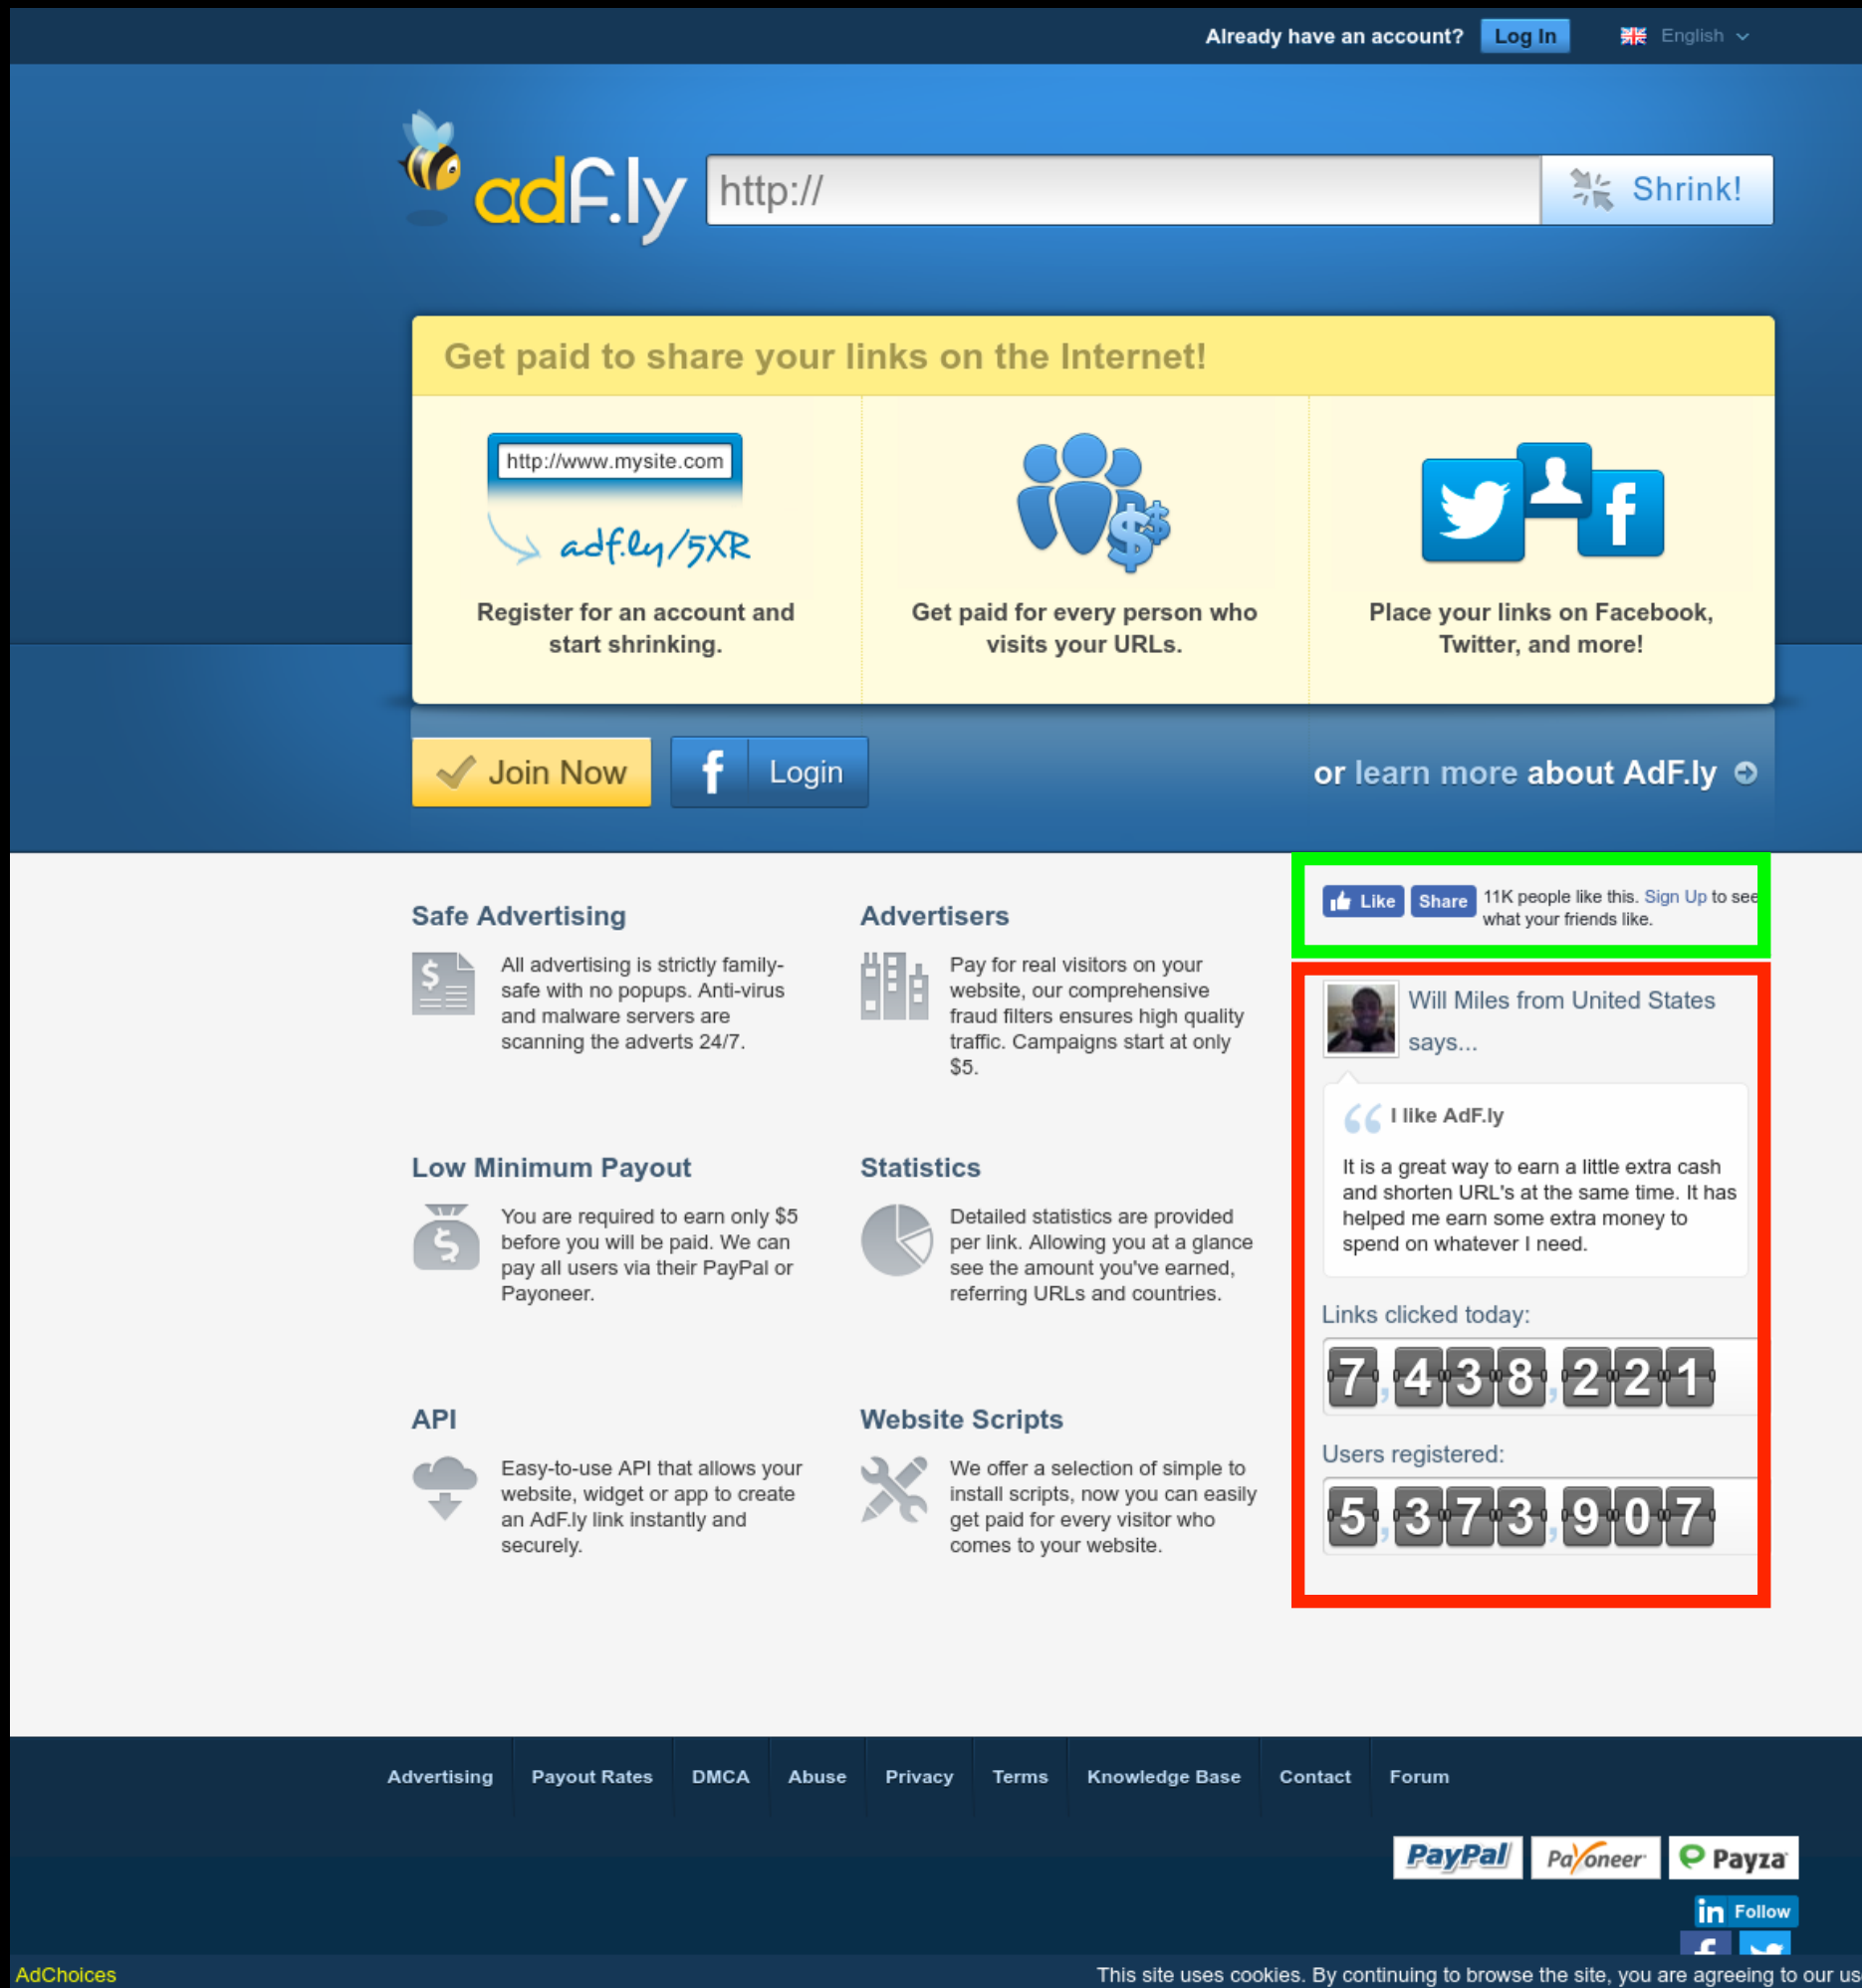 Already have an account? Log In English
adf.ly http:// Shrink!
Get paid to share your links on the Internet!
http://www.mysite.com
adf.ly/5XR
Register for an account and
start shrinking.
Get paid for every person who
visits your URLs.
Place your links on Facebook,
Twitter, and more!
Join Now f Login or learn more about AdF.ly
Safe Advertising
All advertising is strictly family-
safe with no popups. Anti-virus
and malware servers are
scanning the adverts 24/7.
Advertisers
Pay for real visitors on your
website, our comprehensive
fraud filters ensures high quality
traffic. Campaigns start at only
$5.
Low Minimum Payout
You are required to earn only $5
before you will be paid. We can
pay all users via their PayPal or
Payoneer.
Statistics
Detailed statistics are provided
per link. Allowing you at a glance
see the amount you've earned,
referring URLs and countries.
API
Easy-to-use API that allows your
website, widget or app to create
an AdF.ly link instantly and
securely.
Website Scripts
We offer a selection of simple to
install scripts, now you can easily
get paid for every visitor who
comes to your website.
Like Share 11K people like this. Sign Up to see
what your friends like.
Will Miles from United States
says...
I like AdF.ly
It is a great way to earn a little extra cash
and shorten URL's at the same time. It has
helped me earn some extra money to
spend on whatever I need.
Links clicked today:
7,438,221
Users registered:
5,373,907
Advertising Payout Rates DMCA Abuse Privacy Terms Knowledge Base Contact Forum
PayPal Payoneer Payza
in Follow
AdChoices
This site uses cookies. By continuing to browse the site, you are agreeing to our us